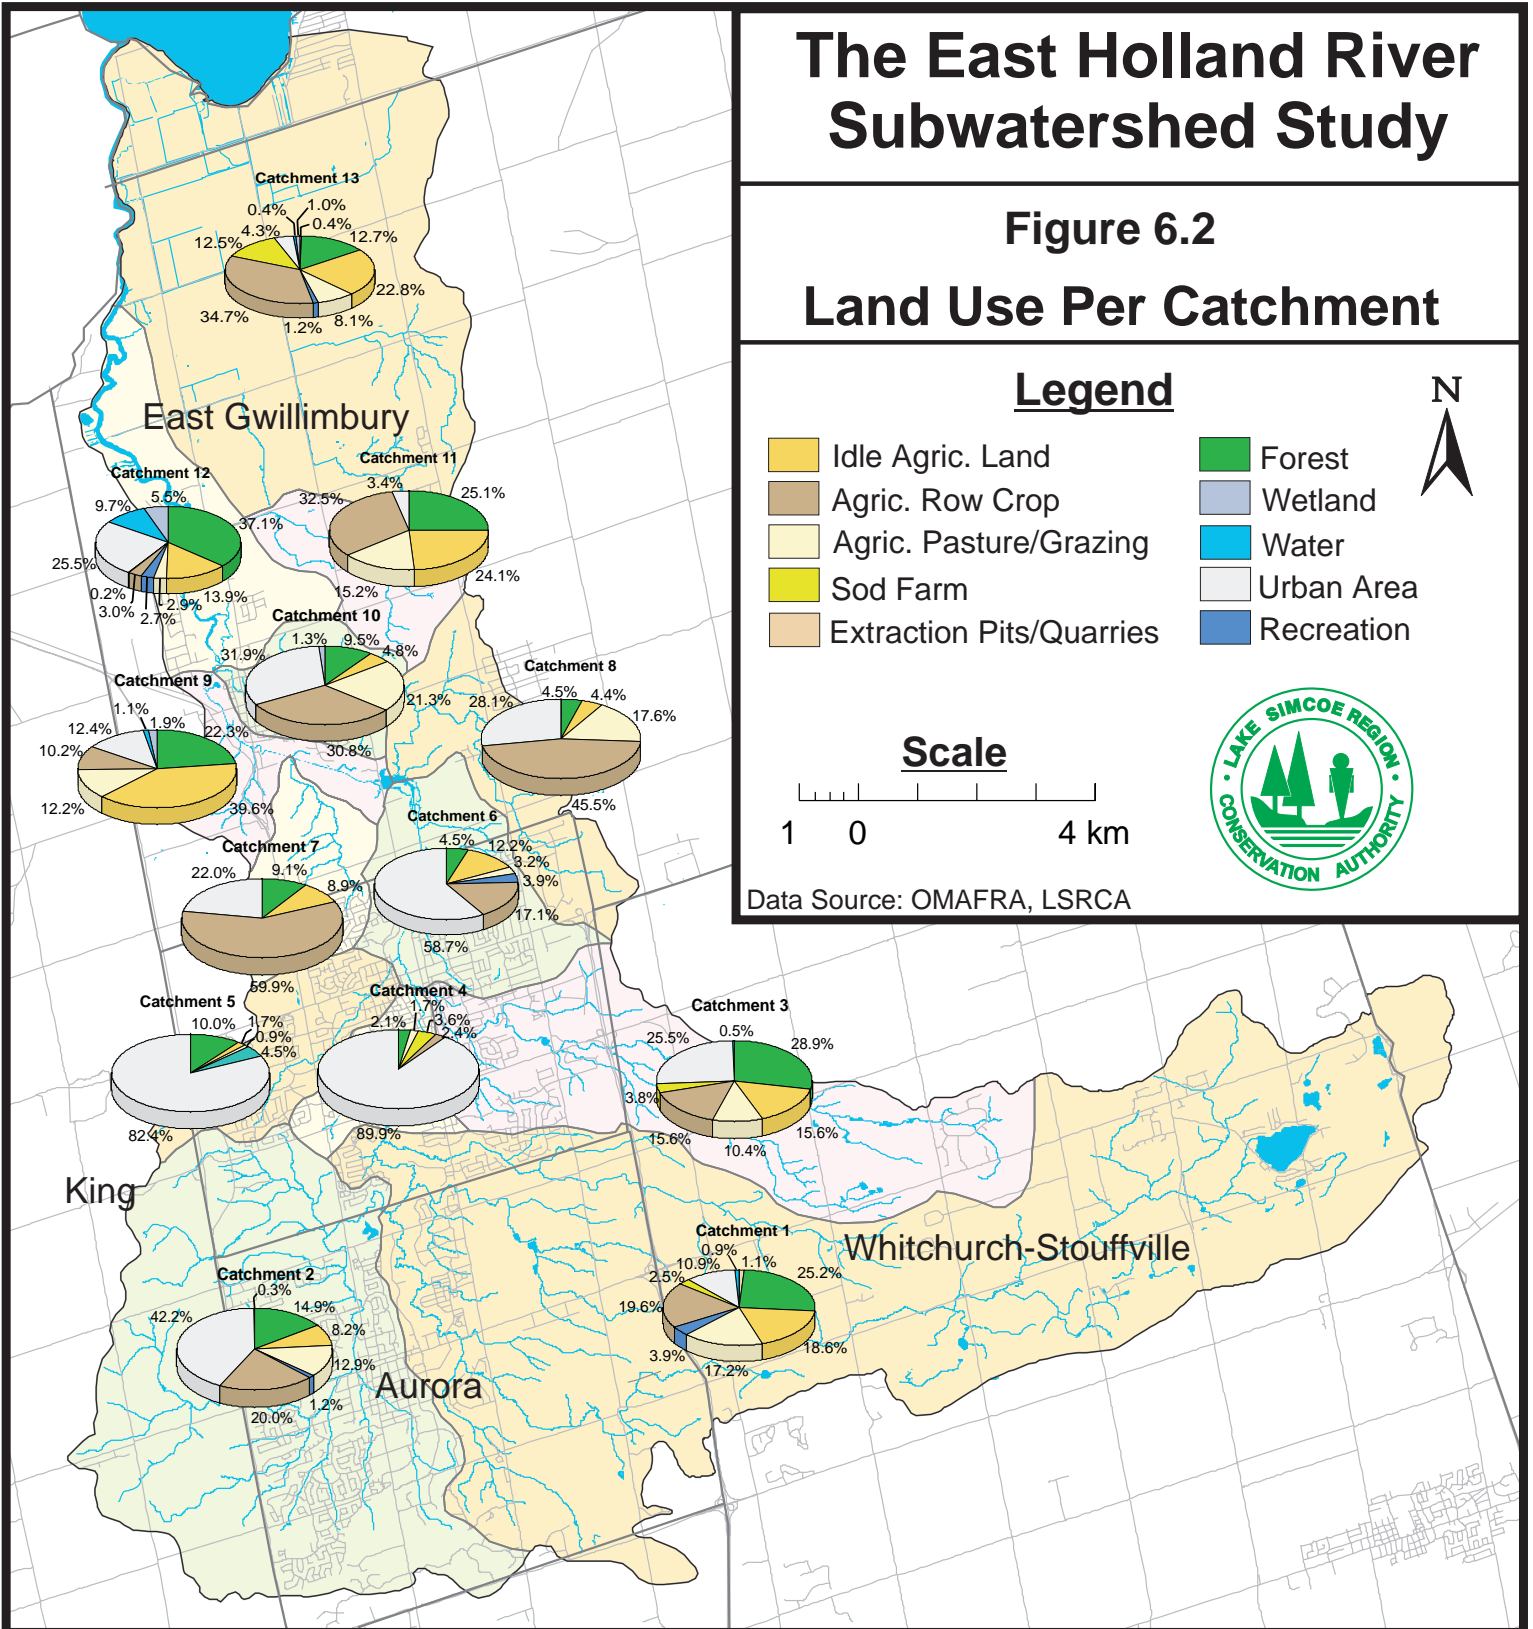 The East Holland River
Subwatershed Study
Figure 6.2
Land Use Per Catchment
Legend
N
Idle Agric. Land
Agric. Row Crop
Agric. Pasture/Grazing
Sod Farm
Extraction Pits/Quarries
Forest
Wetland
Water
Urban Area
Recreation
Scale
1 0 4 km
LAKE SIMCOE REGION
CONSERVATION AUTHORITY
Data Source: OMAFRA, LSRCA
Catchment 13
0.4%
1.0%
0.4%
4.3%
12.5%
12.7%
22.8%
34.7%
1.2%
8.1%
East Gwillimbury
Catchment 12
5.5%
9.7%
37.1%
25.5%
0.2%
3.0%
2.7%
2.9%
13.9%
Catchment 11
3.4%
32.5%
25.1%
24.1%
15.2%
Catchment 10
1.3%
9.5%
4.8%
31.9%
21.3%
30.8%
Catchment 8
4.5%
4.4%
28.1%
17.6%
45.5%
Catchment 9
1.1%
1.9%
12.4%
22.3%
10.2%
12.2%
39.6%
Catchment 6
4.5%
12.2%
3.2%
3.9%
17.1%
58.7%
Catchment 7
22.0%
9.1%
8.9%
59.9%
Catchment 5
10.0%
1.7%
0.9%
4.5%
82.4%
Catchment 4
1.7%
2.1%
3.6%
2.4%
89.9%
Catchment 3
0.5%
25.5%
28.9%
3.8%
15.6%
10.4%
15.6%
King
Catchment 1
0.9%
1.1%
10.9%
2.5%
25.2%
19.6%
3.9%
17.2%
18.6%
Whitchurch-Stouffville
Catchment 2
0.3%
14.9%
42.2%
8.2%
12.9%
1.2%
20.0%
Aurora